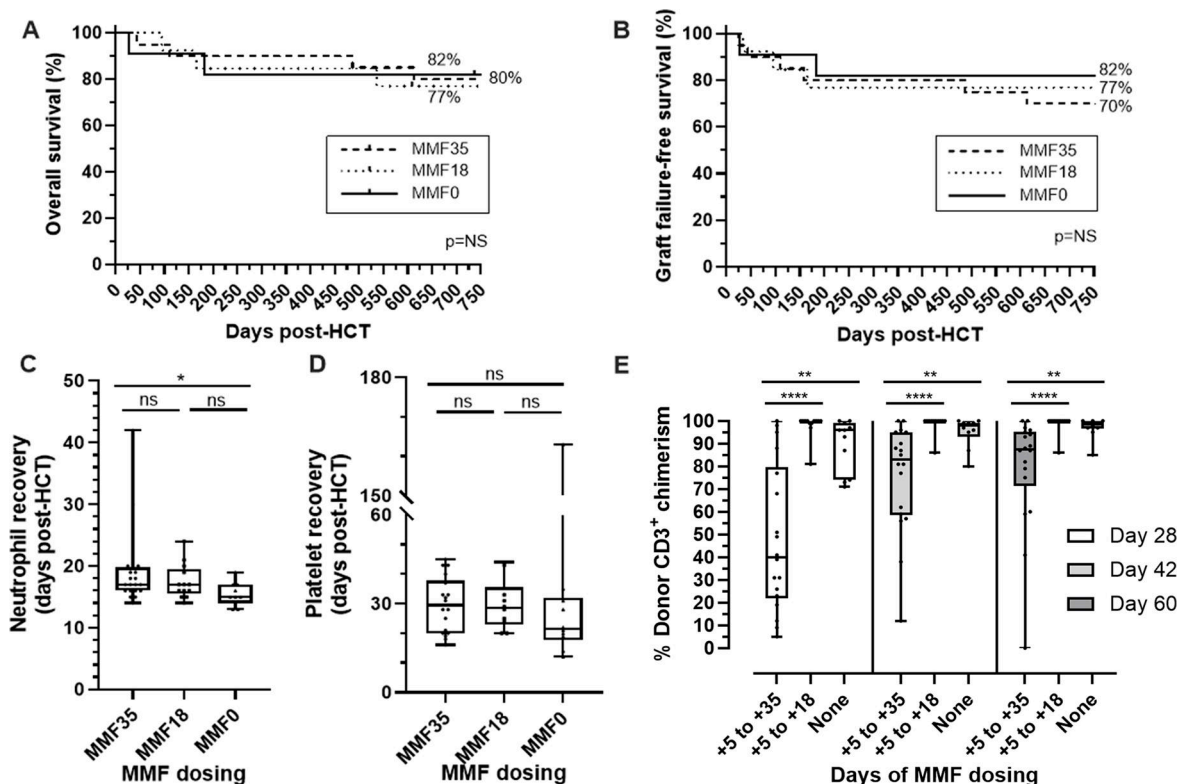 A
Overall survival (%)
100
80
60
40
20
0
82%
80%
77%
MMF35
MMF18
MMF0
p=NS
0
50
100
150
200
250
300
350
400
450
500
550
600
650
700
750
Days post-HCT
B
Graft failure-free survival (%)
100
80
60
40
20
0
82%
77%
70%
MMF35
MMF18
MMF0
p=NS
0
50
100
150
200
250
300
350
400
450
500
550
600
650
700
750
Days post-HCT
C
Neutrophil recovery
(days post-HCT)
50
40
30
20
10
0
*
ns
ns
MMF35
MMF18
MMF0
MMF dosing
D
Platelet recovery
(days post-HCT)
180
150
60
30
0
ns
ns
ns
MMF35
MMF18
MMF0
MMF dosing
E
% Donor CD3+ chimerism
100
90
80
70
60
50
40
30
20
10
0
**
****
**
****
**
****
Day 28
Day 42
Day 60
+5 to +35
+5 to +18
None
+5 to +35
+5 to +18
None
+5 to +35
+5 to +18
None
Days of MMF dosing